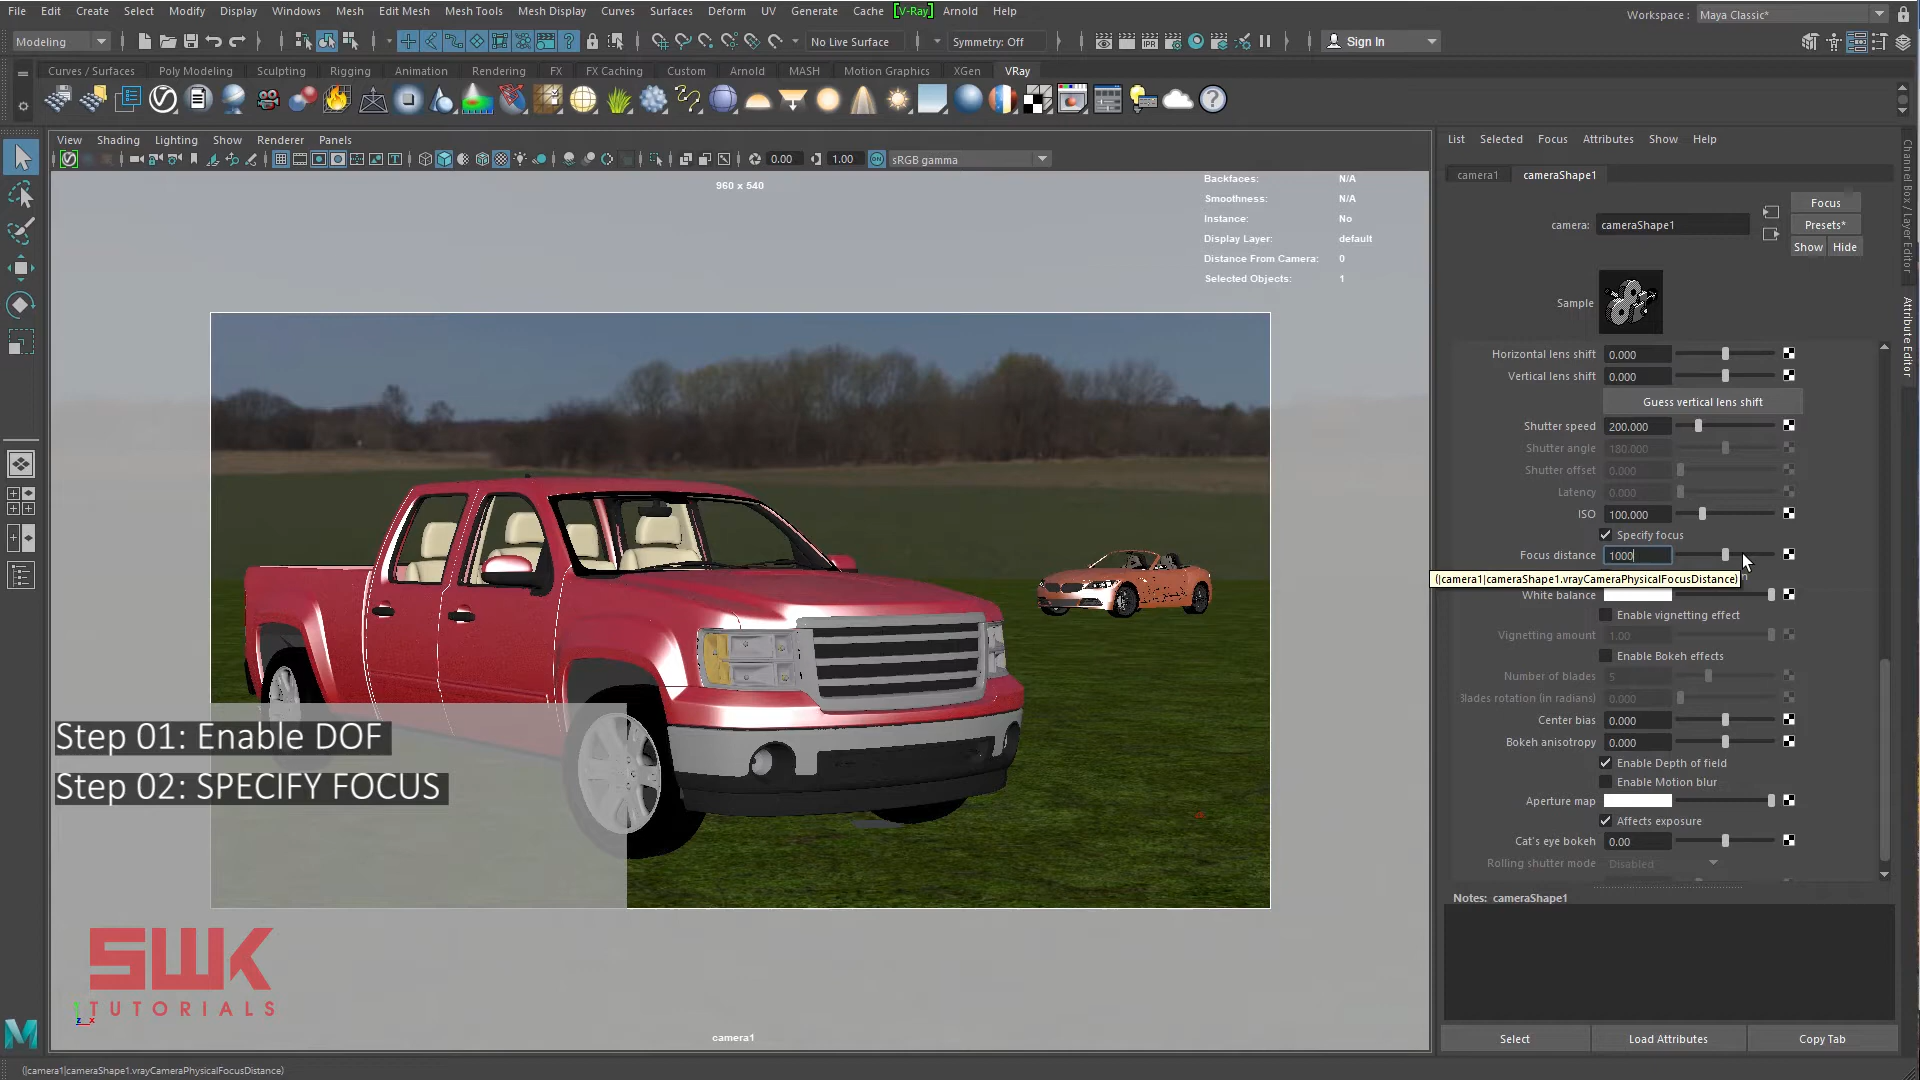 File Edit Create Select Modify Display Windows Mesh Edit Mesh Mesh Tools Mesh Display Curves Surfaces Deform UV Generate Cache [V-Ray] Arnold Help
Workspace : Maya Classic*
Modeling No Live Surface Symmetry: Off Sign In
Curves / Surfaces Poly Modeling Sculpting Rigging Animation Rendering FX FX Caching Custom Arnold MASH Motion Graphics XGen VRay
View Shading Lighting Show Renderer Panels
0.00 1.00 sRGB gamma
960 x 540
Backfaces: N/A
Smoothness: N/A
Instance: No
Display Layer: default
Distance From Camera: 0
Selected Objects: 1
Step 01: Enable DOF
Step 02: SPECIFY FOCUS
SWK
TUTORIALS
camera1
(|camera1|cameraShape1.vrayCameraPhysicalFocusDistance)
List Selected Focus Attributes Show Help
camera1 cameraShape1
Focus
camera: cameraShape1
Presets*
Show Hide
Sample
Horizontal lens shift 0.000
Vertical lens shift 0.000
Guess vertical lens shift
Shutter speed 200.000
Shutter angle 180.000
Shutter offset 0.000
Latency 0.000
ISO 100.000
Specify focus
Focus distance 1000
(|camera1|cameraShape1.vrayCameraPhysicalFocusDistance)
White balance
Enable vignetting effect
Vignetting amount 1.00
Enable Bokeh effects
Number of blades 5
Blades rotation (in radians) 0.000
Center bias 0.000
Bokeh anisotropy 0.000
Enable Depth of field
Enable Motion blur
Aperture map
Affects exposure
Cat's eye bokeh 0.00
Rolling shutter mode Disabled
Notes: cameraShape1
Select Load Attributes Copy Tab
Channel Box / Layer Editor
Attribute Editor